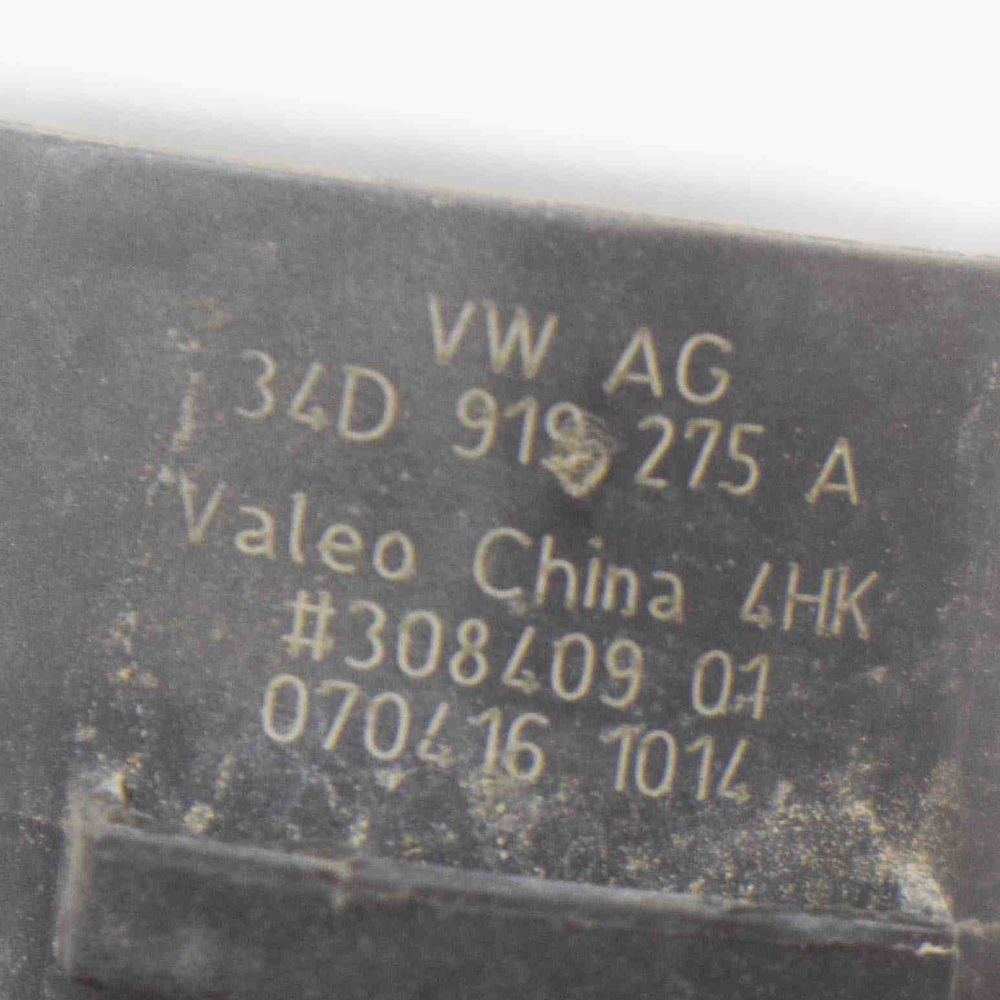 VW AG
34D 919 275 A
Valeo China 4HK
#308409 01
070416 1014